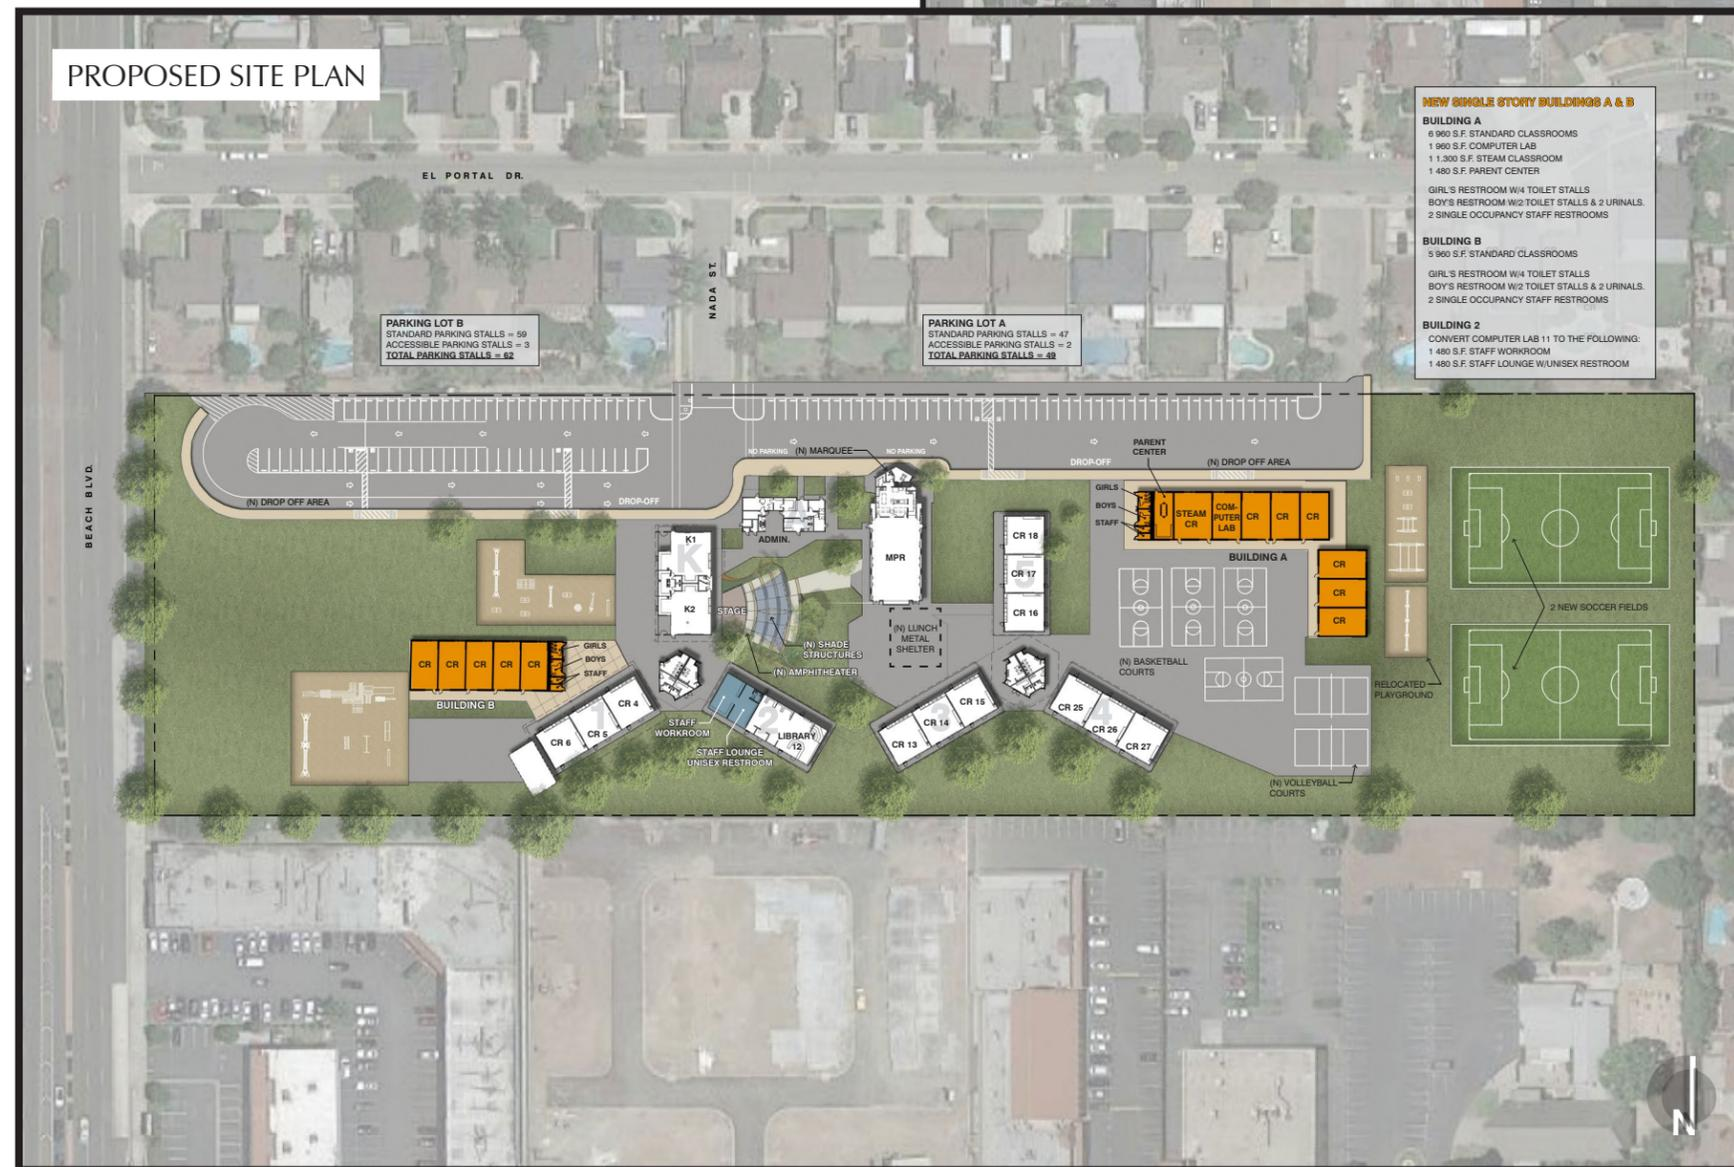 PROPOSED SITE PLAN
NEW SINGLE STORY BUILDINGS A & B
BUILDING A
6 960 S.F. STANDARD CLASSROOMS
1 960 S.F. COMPUTER LAB
1 1.300 S.F. STEAM CLASSROOM
1 480 S.F. PARENT CENTER
GIRL'S RESTROOM W/4 TOILET STALLS
BOY'S RESTROOM W/2 TOILET STALLS & 2 URINALS.
2 SINGLE OCCUPANCY STAFF RESTROOMS
BUILDING B
5 960 S.F. STANDARD CLASSROOMS
GIRL'S RESTROOM W/4 TOILET STALLS
BOY'S RESTROOM W/2 TOILET STALLS & 2 URINALS.
2 SINGLE OCCUPANCY STAFF RESTROOMS
BUILDING 2
CONVERT COMPUTER LAB 11 TO THE FOLLOWING:
1 480 S.F. STAFF WORKROOM
1 480 S.F. STAFF LOUNGE W/UNISEX RESTROOM
EL PORTAL DR.
NADA ST.
BEACH BLVD.
PARKING LOT B
STANDARD PARKING STALLS = 59
ACCESSIBLE PARKING STALLS = 3
TOTAL PARKING STALLS = 62
PARKING LOT A
STANDARD PARKING STALLS = 47
ACCESSIBLE PARKING STALLS = 2
TOTAL PARKING STALLS = 49
NO PARKING
(N) MARQUEE
NO PARKING
PARENT
CENTER
DROP-OFF
(N) DROP OFF AREA
(N) DROP OFF AREA
DROP-OFF
GIRLS
BOYS
STAFF
STEAM
CR
COM-
PUTER
LAB
CR
CR
CR
BUILDING A
CR
CR
CR
K1
K
K2
ADMIN.
MPR
CR 18
CR 17
5
CR 16
STAGE
(N) LUNCH
METAL
SHELTER
(N) SHADE
STRUCTURES
(N) AMPHITHEATER
2 NEW SOCCER FIELDS
(N) BASKETBALL
COURTS
RELOCATED
PLAYGROUND
(N) VOLLEYBALL
COURTS
CR
CR
CR
CR
CR
GIRLS
BOYS
STAFF
BUILDING B
CR 4
1
CR 5
CR 6
STAFF
WORKROOM
2
LIBRARY
12
STAFF LOUNGE
UNISEX RESTROOM
CR 15
3
CR 14
CR 13
CR 25
4
CR 26
CR 27
N